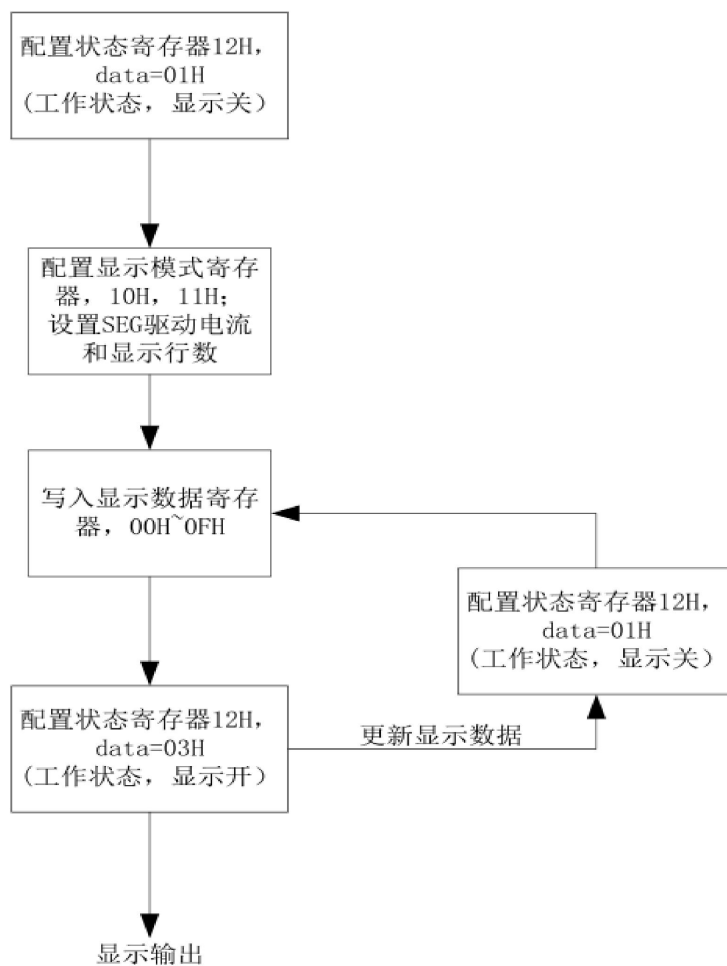 配置状态寄存器12H，
data=01H
（工作状态，显示关）
配置显示模式寄存
器，10H，11H；
设置SEG驱动电流
和显示行数
写入显示数据寄存
器，00H~0FH
配置状态寄存器12H，
data=01H
（工作状态，显示关）
配置状态寄存器12H，
data=03H
（工作状态，显示开）
更新显示数据
显示输出